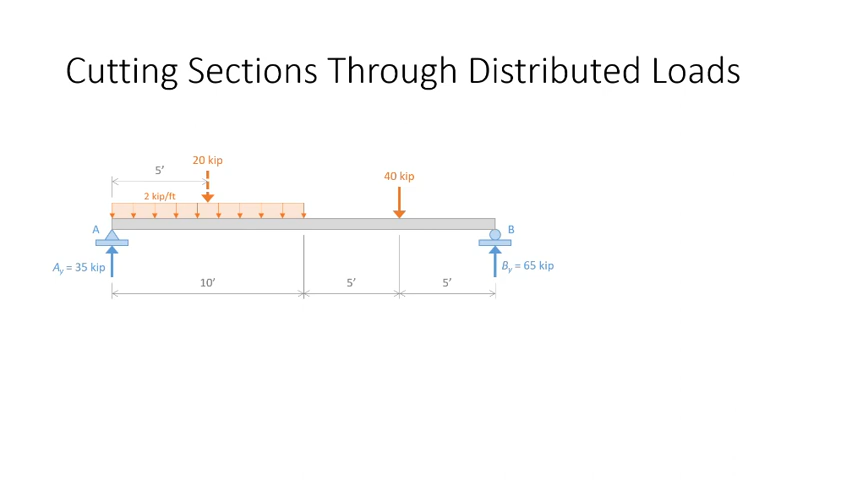 Cutting Sections Through Distributed Loads
20 kip
5’
40 kip
2 kip/ft
A
B
Ay = 35 kip
By = 65 kip
10’
5’
5’